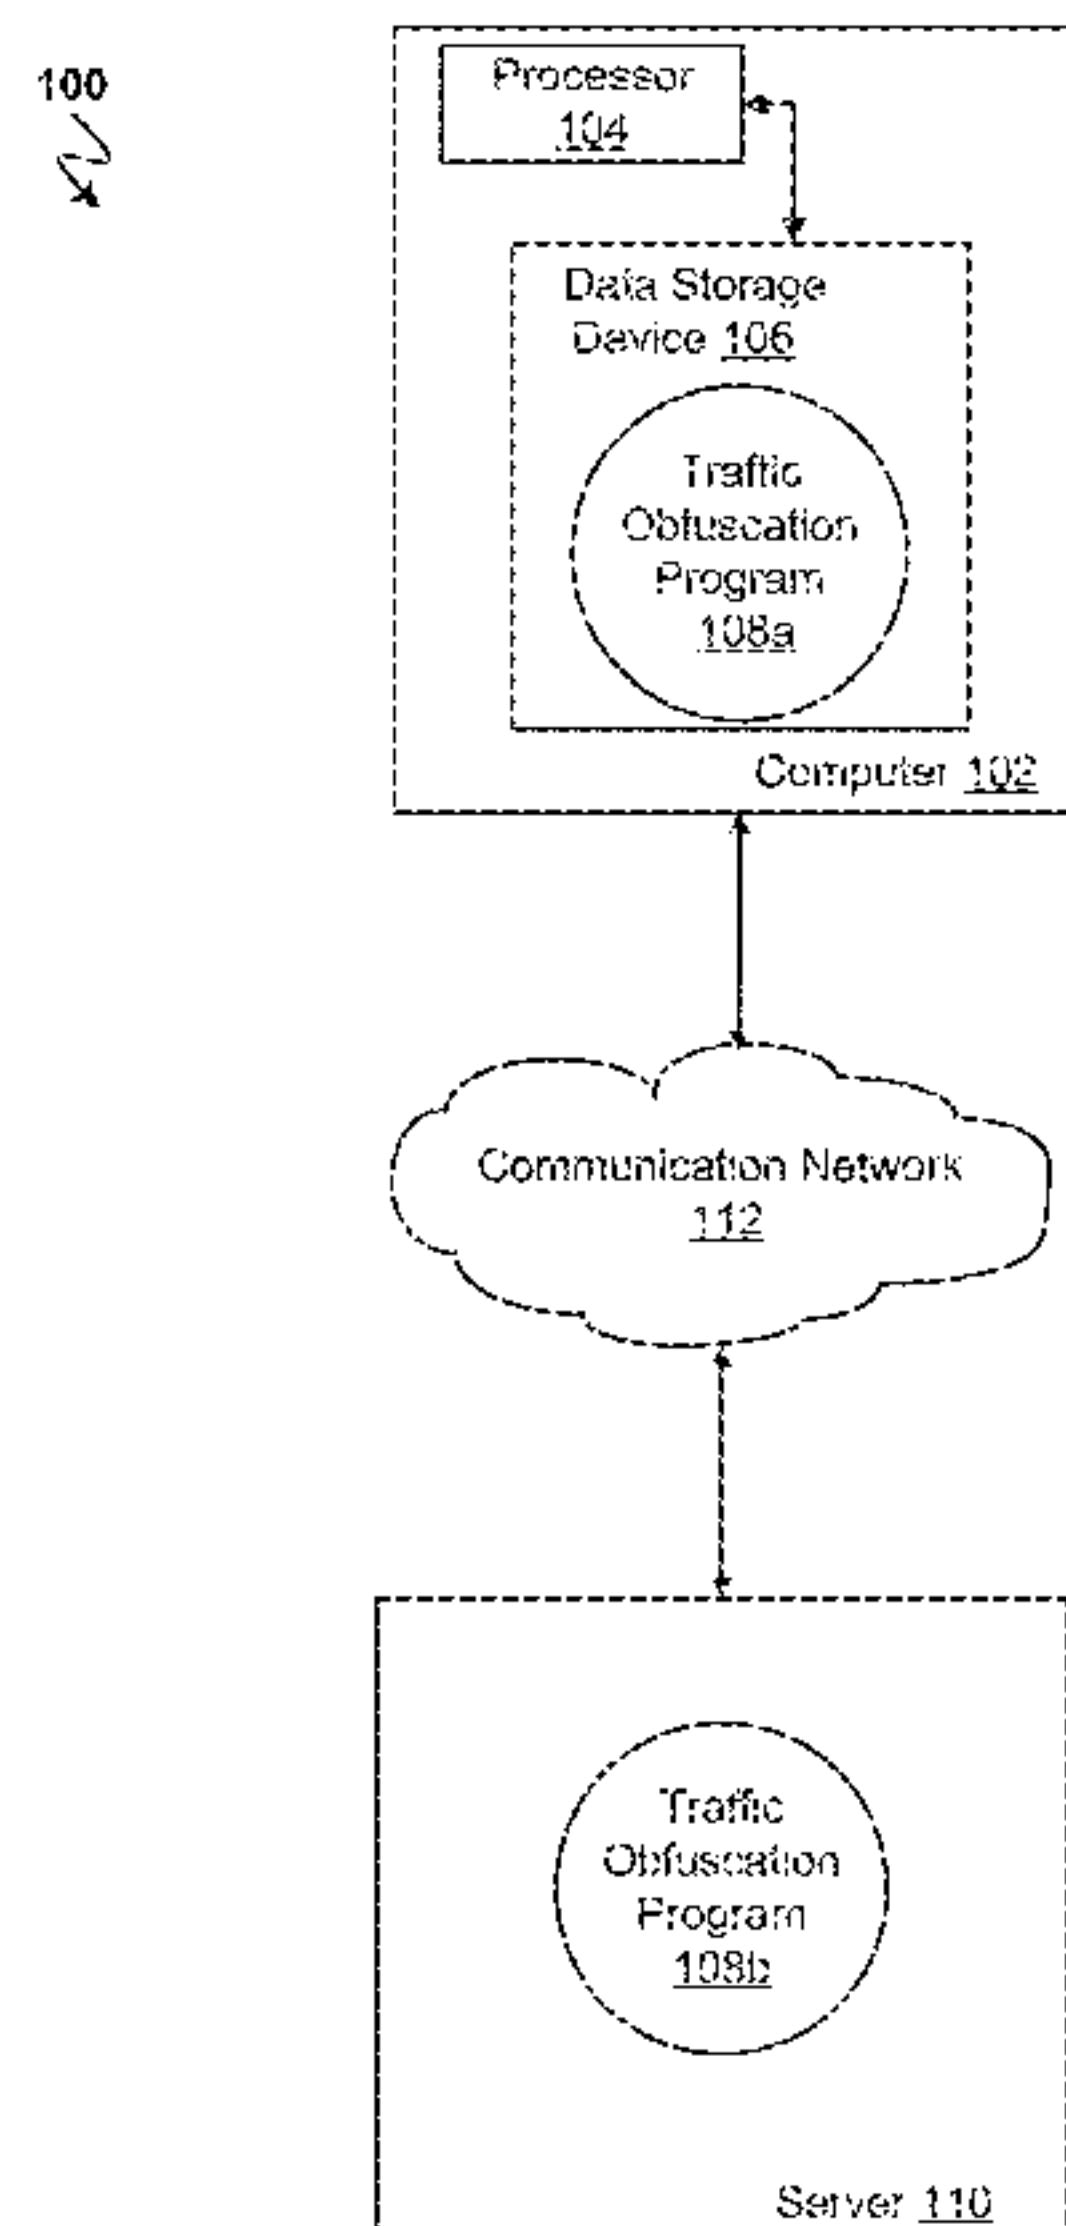 100
Processor
104
Data Storage
Device 106
Traffic
Obfuscation
Program
108a
Computer 102
Communication Network
112
Traffic
Obfuscation
Program
108b
Server 110